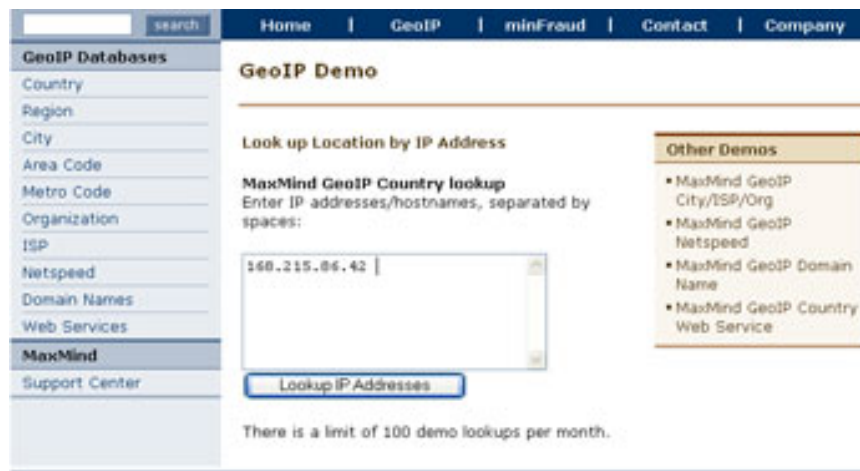 search
Home | GeoIP | minFraud | Contact | Company
GeoIP Databases
Country
Region
City
Area Code
Metro Code
Organization
ISP
Netspeed
Domain Names
Web Services
MaxMind
Support Center
GeoIP Demo
Look up Location by IP Address
MaxMind GeoIP Country lookup
Enter IP addresses/hostnames, separated by
spaces:
168.215.86.42
Lookup IP Addresses
There is a limit of 100 demo lookups per month.
Other Demos
MaxMind GeoIP
City/ISP/Org
MaxMind GeoIP
Netspeed
MaxMind GeoIP Domain
Name
MaxMind GeoIP Country
Web Service